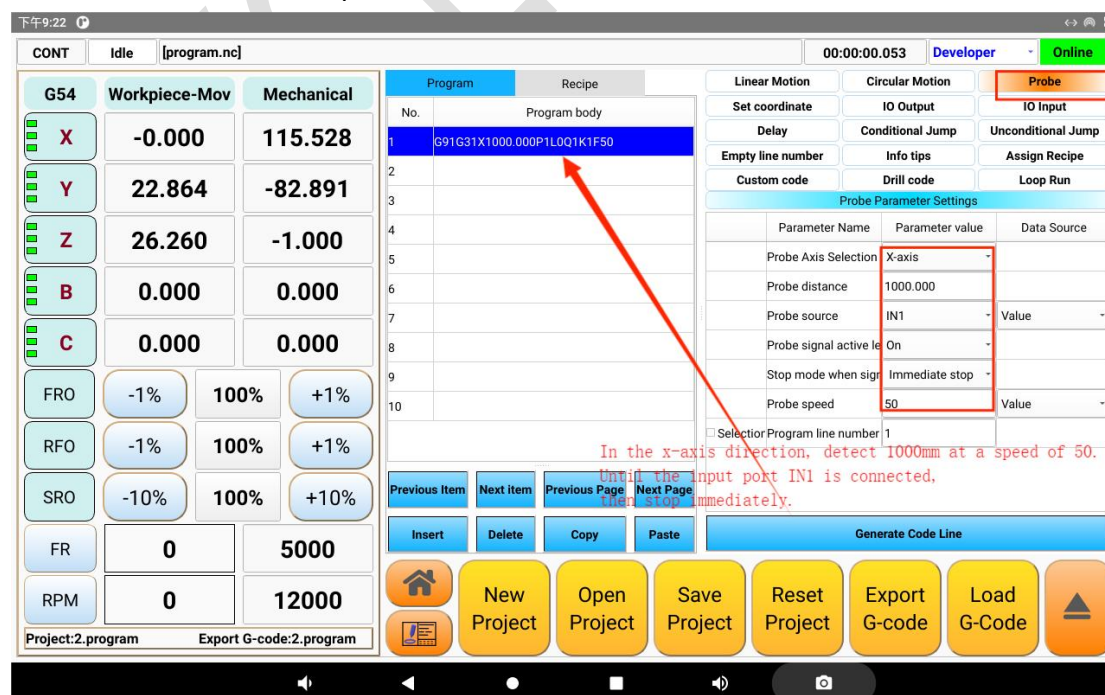 下午9:22
CONT Idle [program.nc] 00:00:00.053 Developer Online
G54 Workpiece-Mov Mechanical
X -0.000 115.528
Y 22.864 -82.891
Z 26.260 -1.000
B 0.000 0.000
C 0.000 0.000
FRO -1% 100% +1%
RFO -1% 100% +1%
SRO -10% 100% +10%
FR 0 5000
RPM 0 12000
Project:2.program Export G-code:2.program
Program Recipe
No. Program body
1 G91G31X1000.000P1L0Q1K1F50
2
3
4
5
6
7
8
9
10
Previous Item Next item Previous Page Next Page
Insert Delete Copy Paste
Linear Motion Circular Motion Probe
Set coordinate IO Output IO Input
Delay Conditional Jump Unconditional Jump
Empty line number Info tips Assign Recipe
Custom code Drill code Loop Run
Probe Parameter Settings
Parameter Name Parameter value Data Source
Probe Axis Selection X-axis
Probe distance 1000.000
Probe source IN1 Value
Probe signal active le On
Stop mode when sigr Immediate stop
Probe speed 50 Value
Selection Program line number 1
In the x-axis direction, detect 1000mm at a speed of 50.
Until the input port IN1 is connected,
then stop immediately.
Generate Code Line
New Project
Open Project
Save Project
Reset Project
Export G-code
Load G-Code